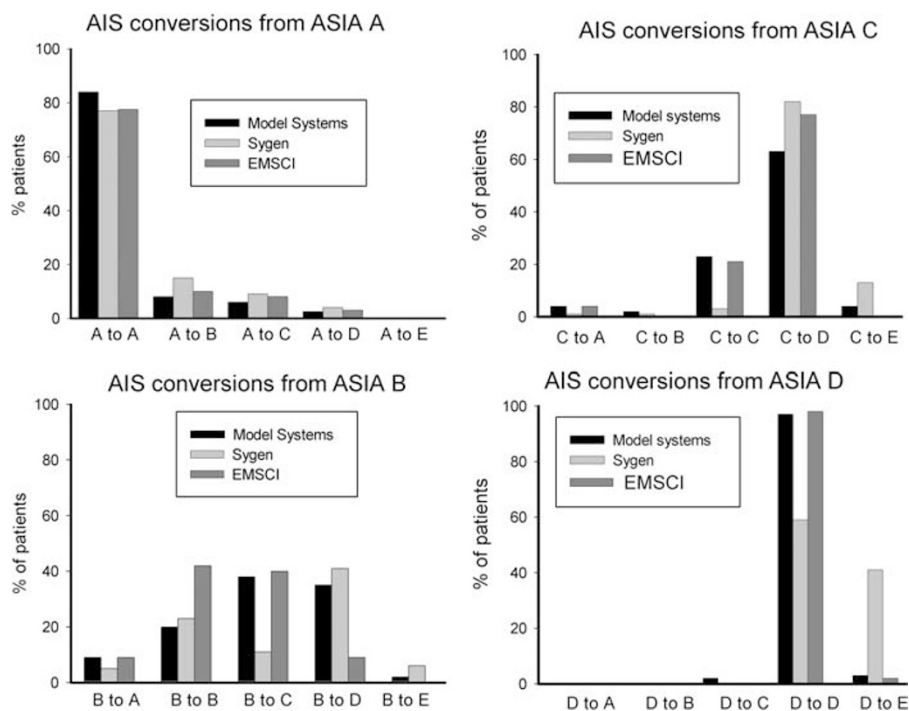 AIS conversions from ASIA A
% patients
100
80
60
40
20
0
Model Systems
Sygen
EMSCI
A to A A to B A to C A to D A to E
AIS conversions from ASIA C
% of patients
100
80
60
40
20
0
Model systems
Sygen
EMSCI
C to A C to B C to C C to D C to E
AIS conversions from ASIA B
% of patients
100
80
60
40
20
0
Model Systems
Sygen
EMSCI
B to A B to B B to C B to D B to E
AIS conversions from ASIA D
% of patients
100
80
60
40
20
0
Model systems
Sygen
EMSCI
D to A D to B D to C D to D D to E